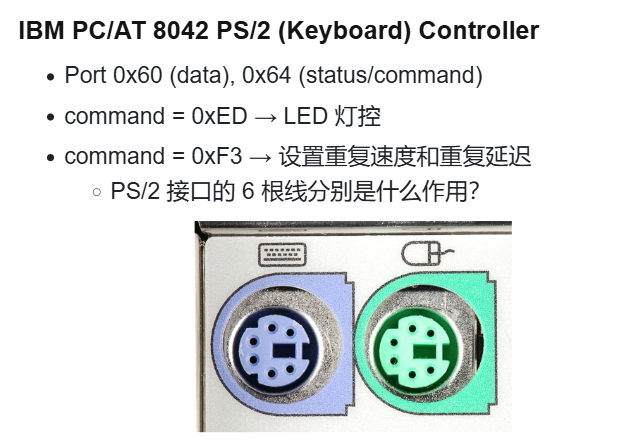 IBM PC/AT 8042 PS/2 (Keyboard) Controller
Port 0x60 (data), 0x64 (status/command)
command = 0xED → LED 灯控
command = 0xF3 → 设置重复速度和重复延迟
PS/2 接口的 6 根线分别是什么作用?